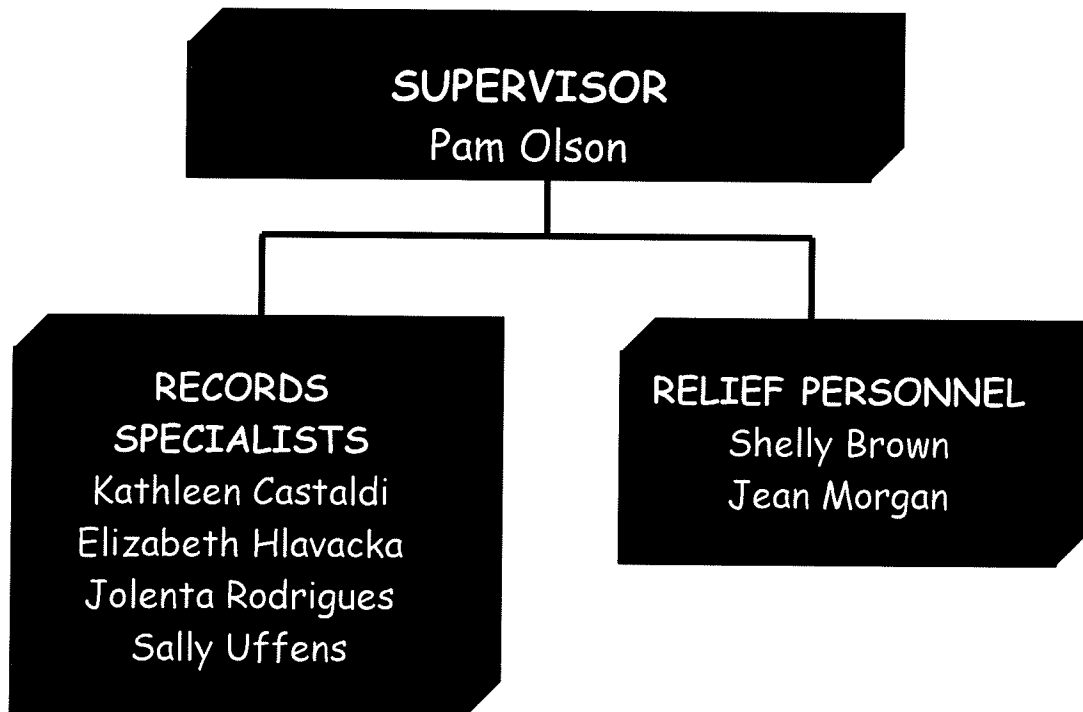 SUPERVISOR
Pam Olson
RECORDS
SPECIALISTS
Kathleen Castaldi
Elizabeth Hlavacka
Jolenta Rodrigues
Sally Uffens
RELIEF PERSONNEL
Shelly Brown
Jean Morgan